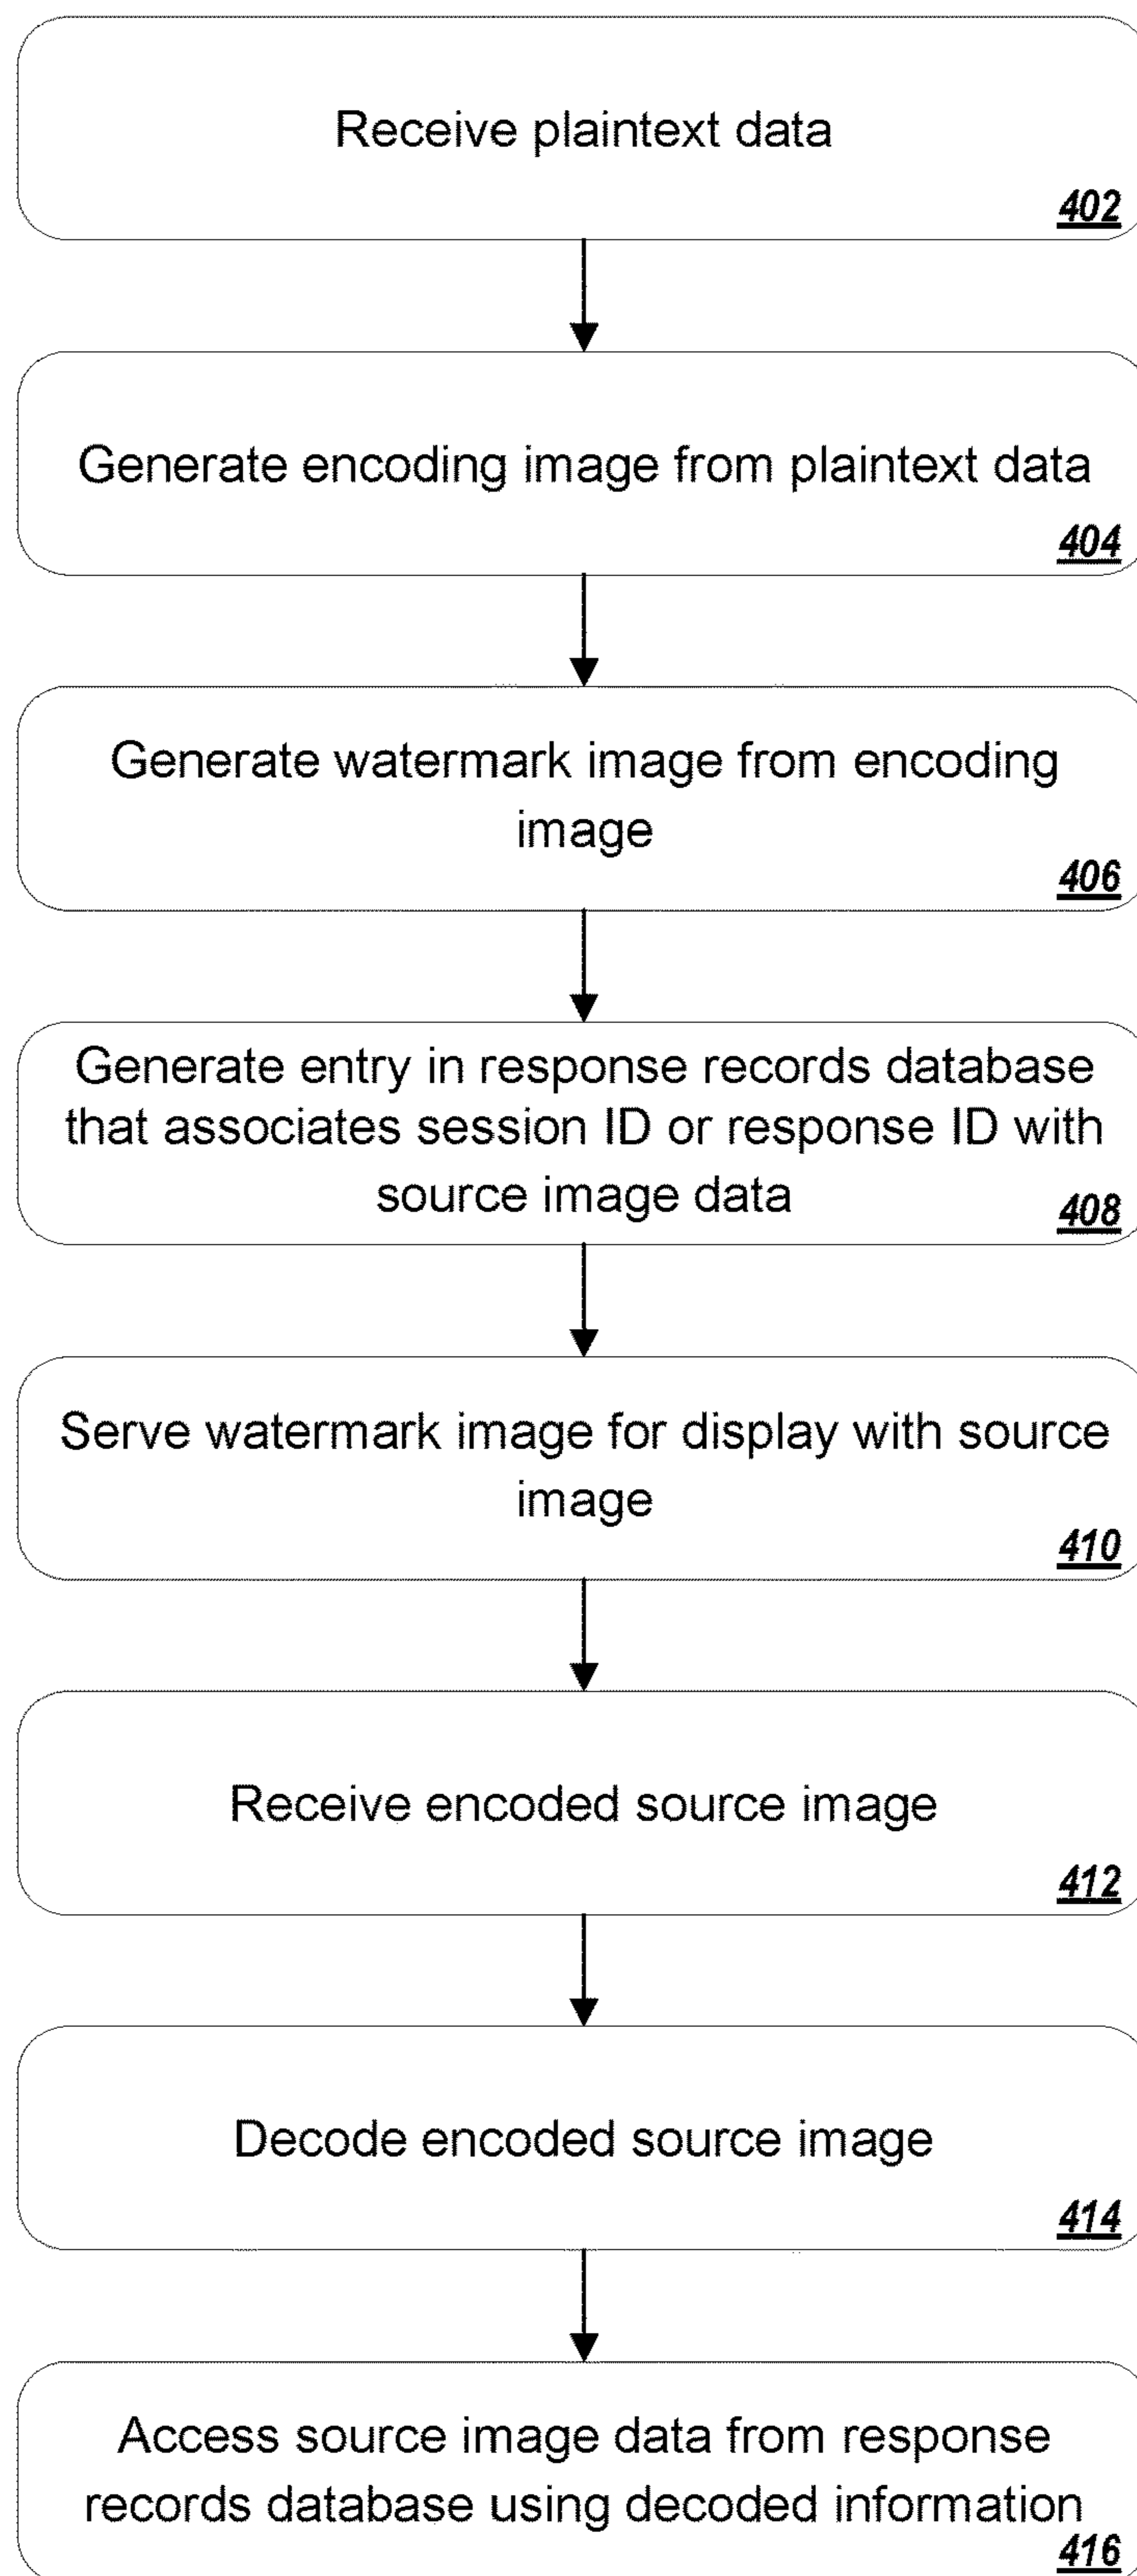 Receive plaintext data
402
Generate encoding image from plaintext data
404
Generate watermark image from encoding
image
406
Generate entry in response records database
that associates session ID or response ID with
source image data
408
Serve watermark image for display with source
image
410
Receive encoded source image
412
Decode encoded source image
414
Access source image data from response
records database using decoded information
416